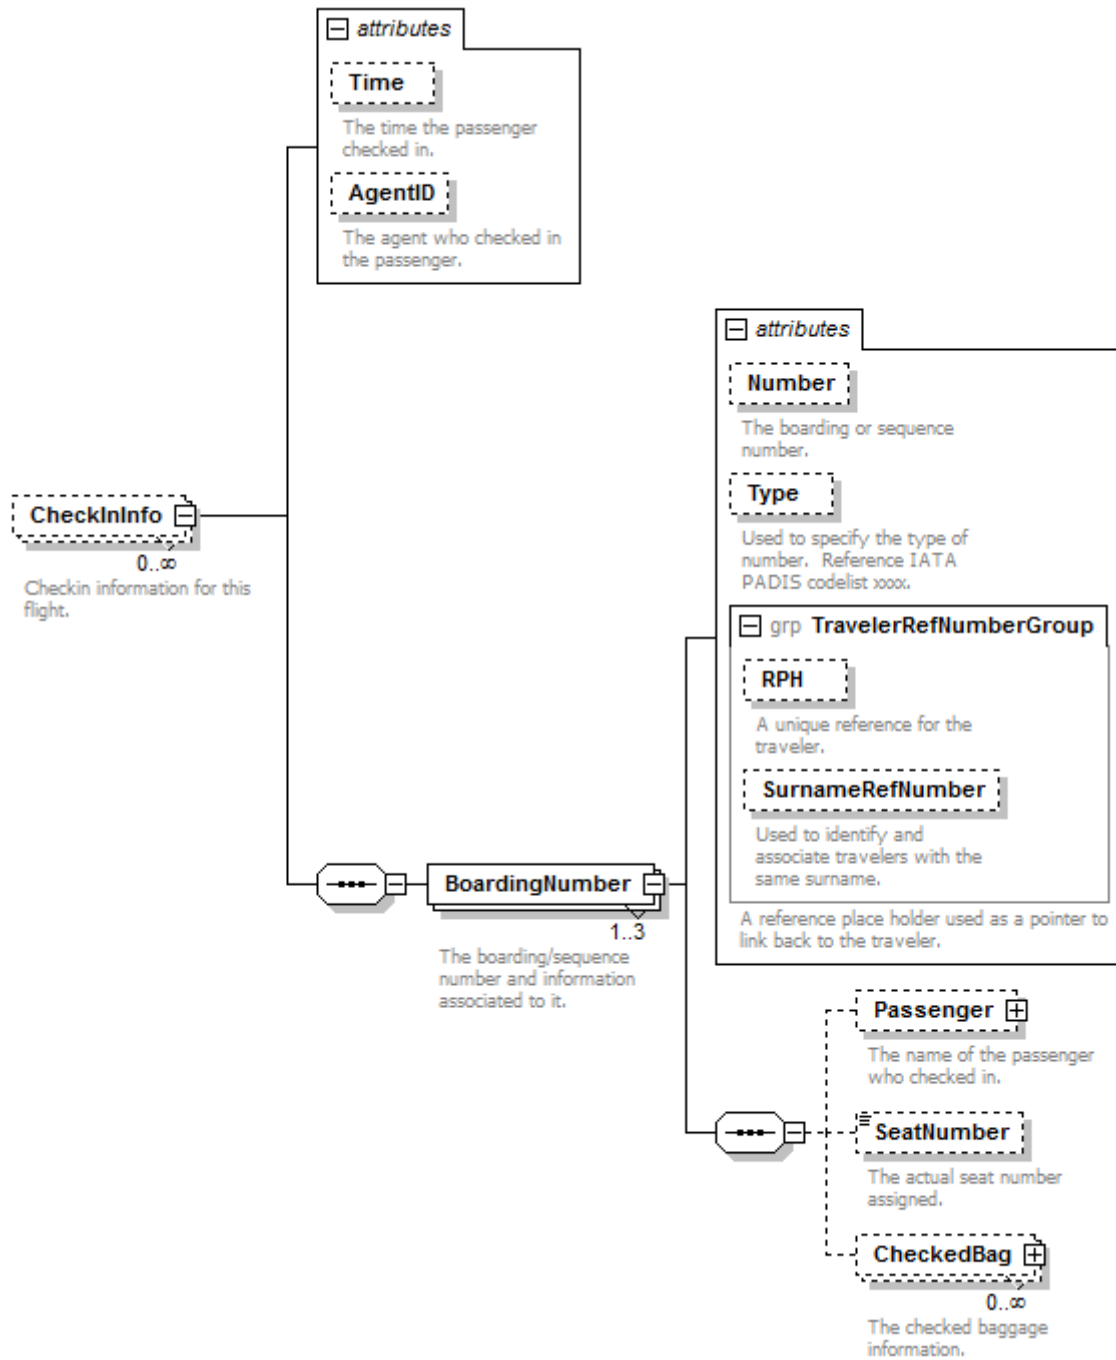 attributes
Time
The time the passenger
checked in.
AgentID
The agent who checked in
the passenger.
attributes
Number
The boarding or sequence
number.
Type
Used to specify the type of
number.  Reference IATA
PADIS codelist xxxx.
grp TravelerRefNumberGroup
RPH
A unique reference for the
traveler.
SurnameRefNumber
Used to identify and
associate travelers with the
same surname.
A reference place holder used as a pointer to
link back to the traveler.
CheckInInfo
0..∞
Checkin information for this
flight.
BoardingNumber
1..3
The boarding/sequence
number and information
associated to it.
Passenger
The name of the passenger
who checked in.
SeatNumber
The actual seat number
assigned.
CheckedBag
0..∞
The checked baggage
information.